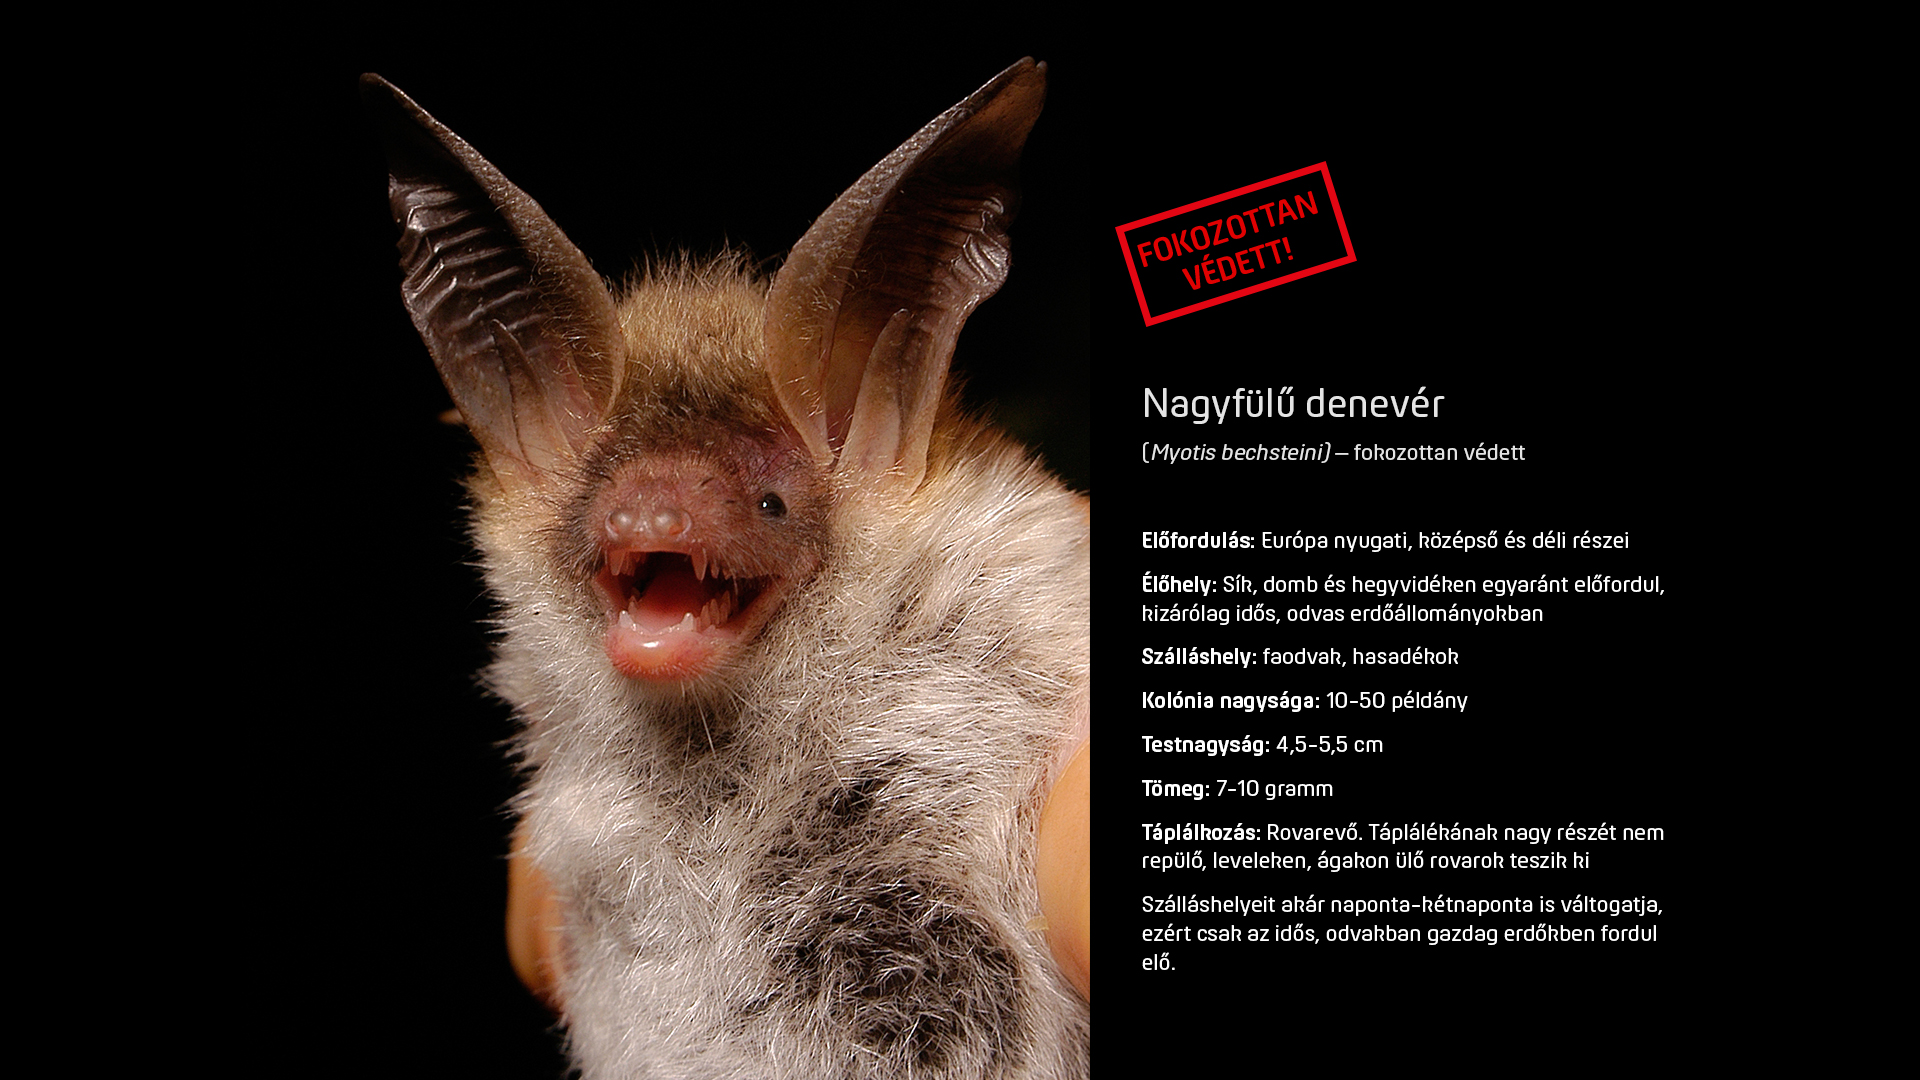 FOKOZOTTAN
VÉDETT!
Nagyfülű denevér
(Myotis bechsteini) – fokozottan védett
Előfordulás: Európa nyugati, középső és déli részei
Élőhely: Sík, domb és hegyvidéken egyaránt előfordul,
kizárólag idős, odvas erdőállományokban
Szálláshely: faodvak, hasadékok
Kolónia nagysága: 10-50 példány
Testnagyság: 4,5-5,5 cm
Tömeg: 7-10 gramm
Táplálkozás: Rovarevő. Táplálékának nagy részét nem
repülő, leveleken, ágakon ülő rovarok teszik ki
Szálláshelyeit akár naponta-kétnaponta is váltogatja,
ezért csak az idős, odvakban gazdag erdőkben fordul
elő.